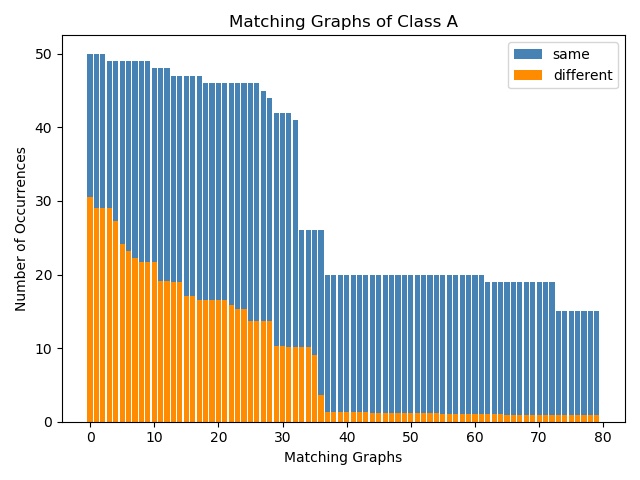 Matching Graphs of Class A
same
different
Number of Occurrences
50
40
30
20
10
0
0 10 20 30 40 50 60 70 80
Matching Graphs